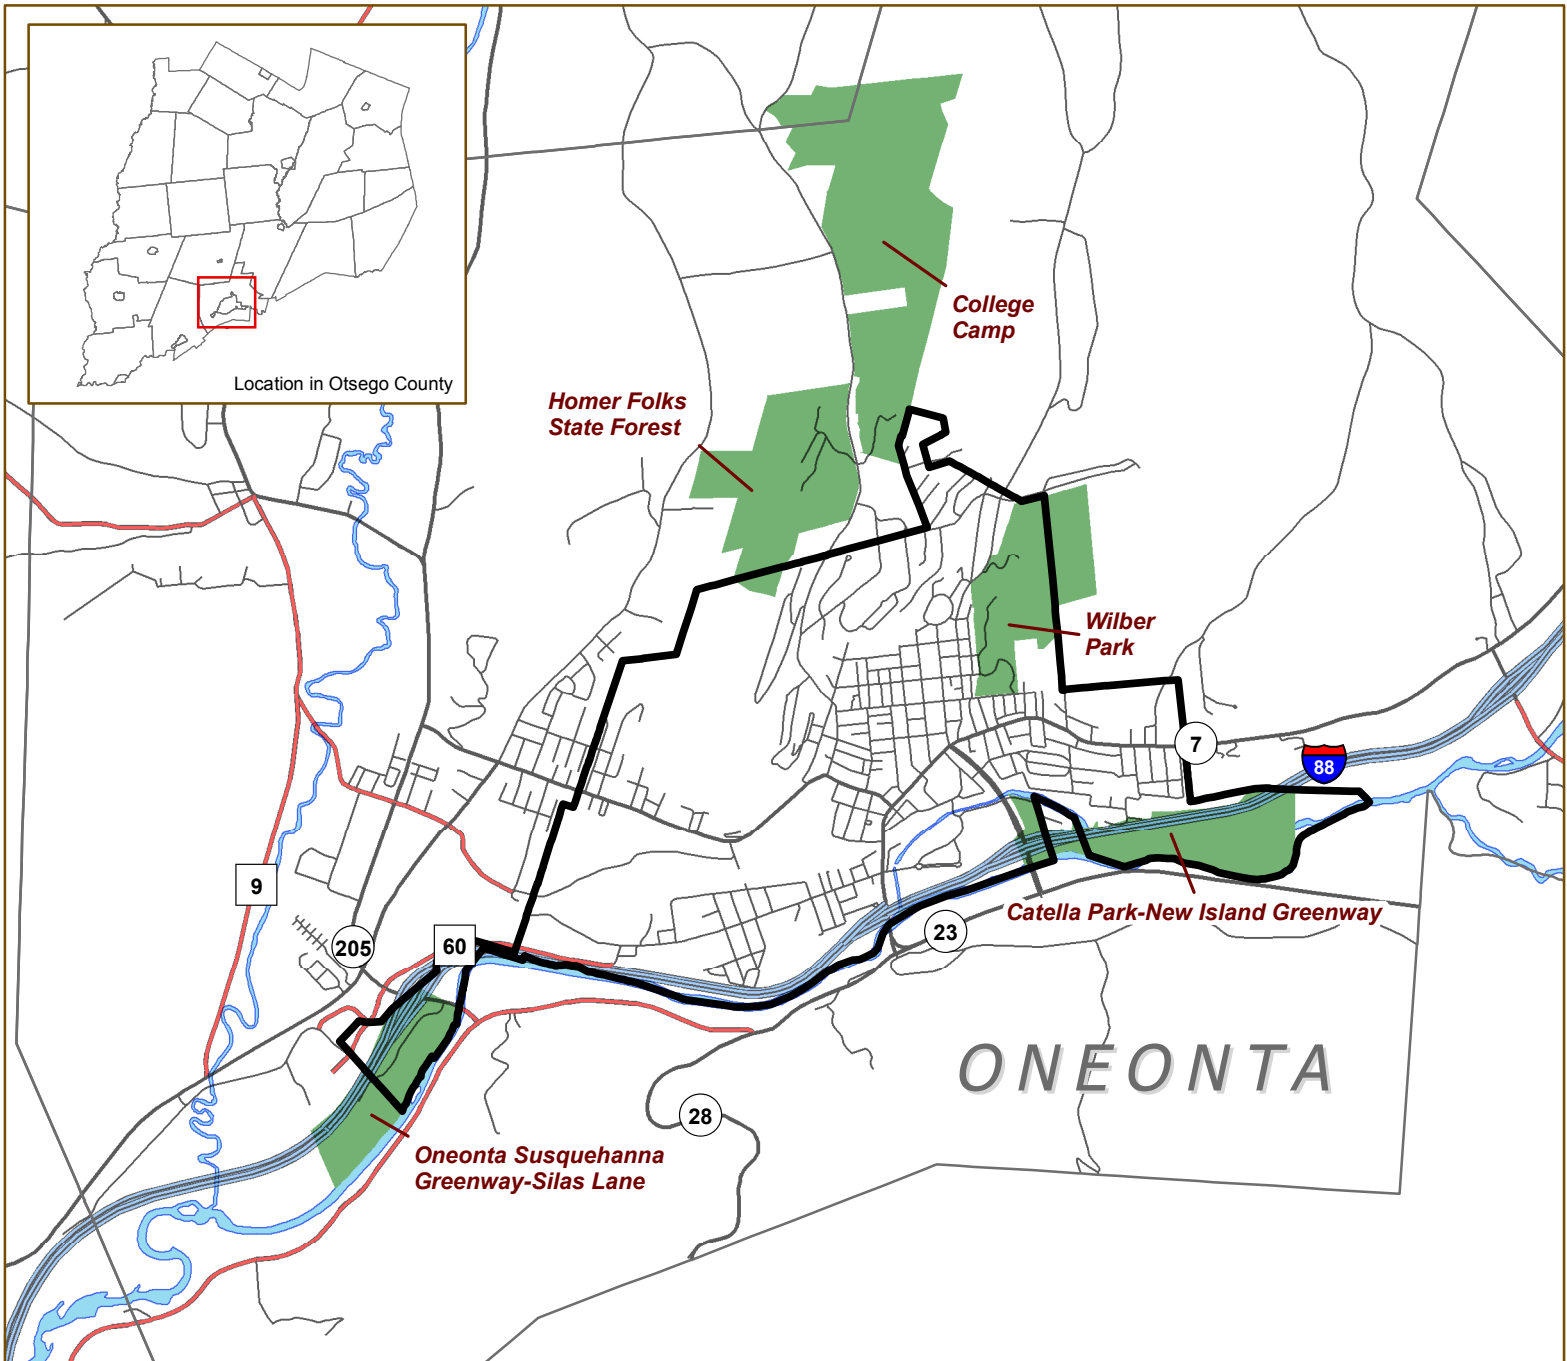 Location in Otsego County
College
Camp
Homer Folks
State Forest
Wilber
Park
7
88
9
Catella Park-New Island Greenway
205
60
23
ONEONTA
28
Oneonta Susquehanna
Greenway-Silas Lane